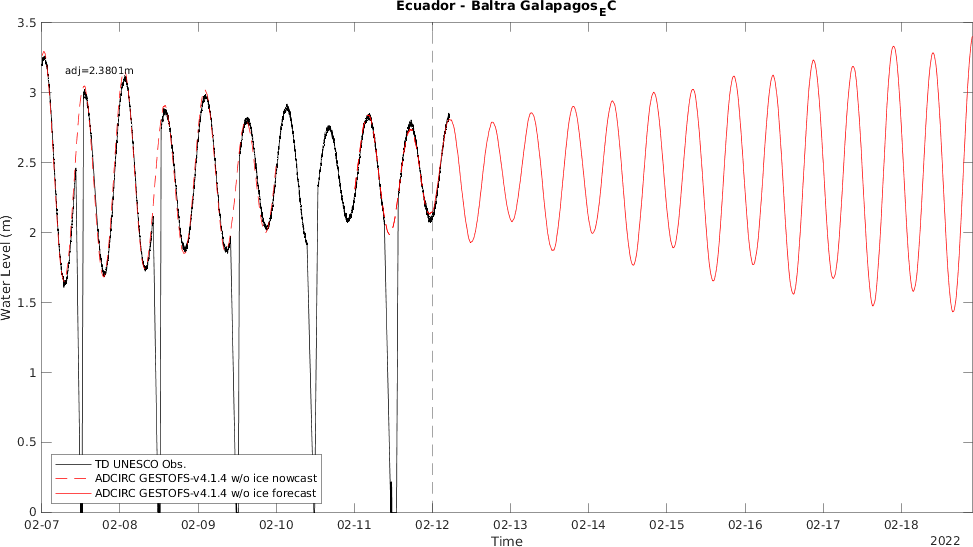 Ecuador - Baltra Galapagos_EC
adj=2.3801m
3.5
3
2.5
2
1.5
1
0.5
0
Water Level (m)
TD UNESCO Obs.
ADCIRC GESTOFS-v4.1.4 w/o ice nowcast
ADCIRC GESTOFS-v4.1.4 w/o ice forecast
02-07 02-08 02-09 02-10 02-11 02-12 02-13 02-14 02-15 02-16 02-17 02-18
Time
2022